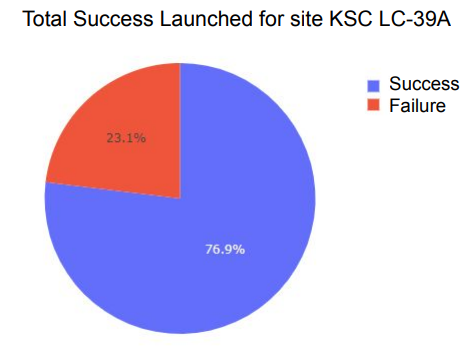 Total Success Launched for site KSC LC-39A
Success
Failure
23.1%
76.9%